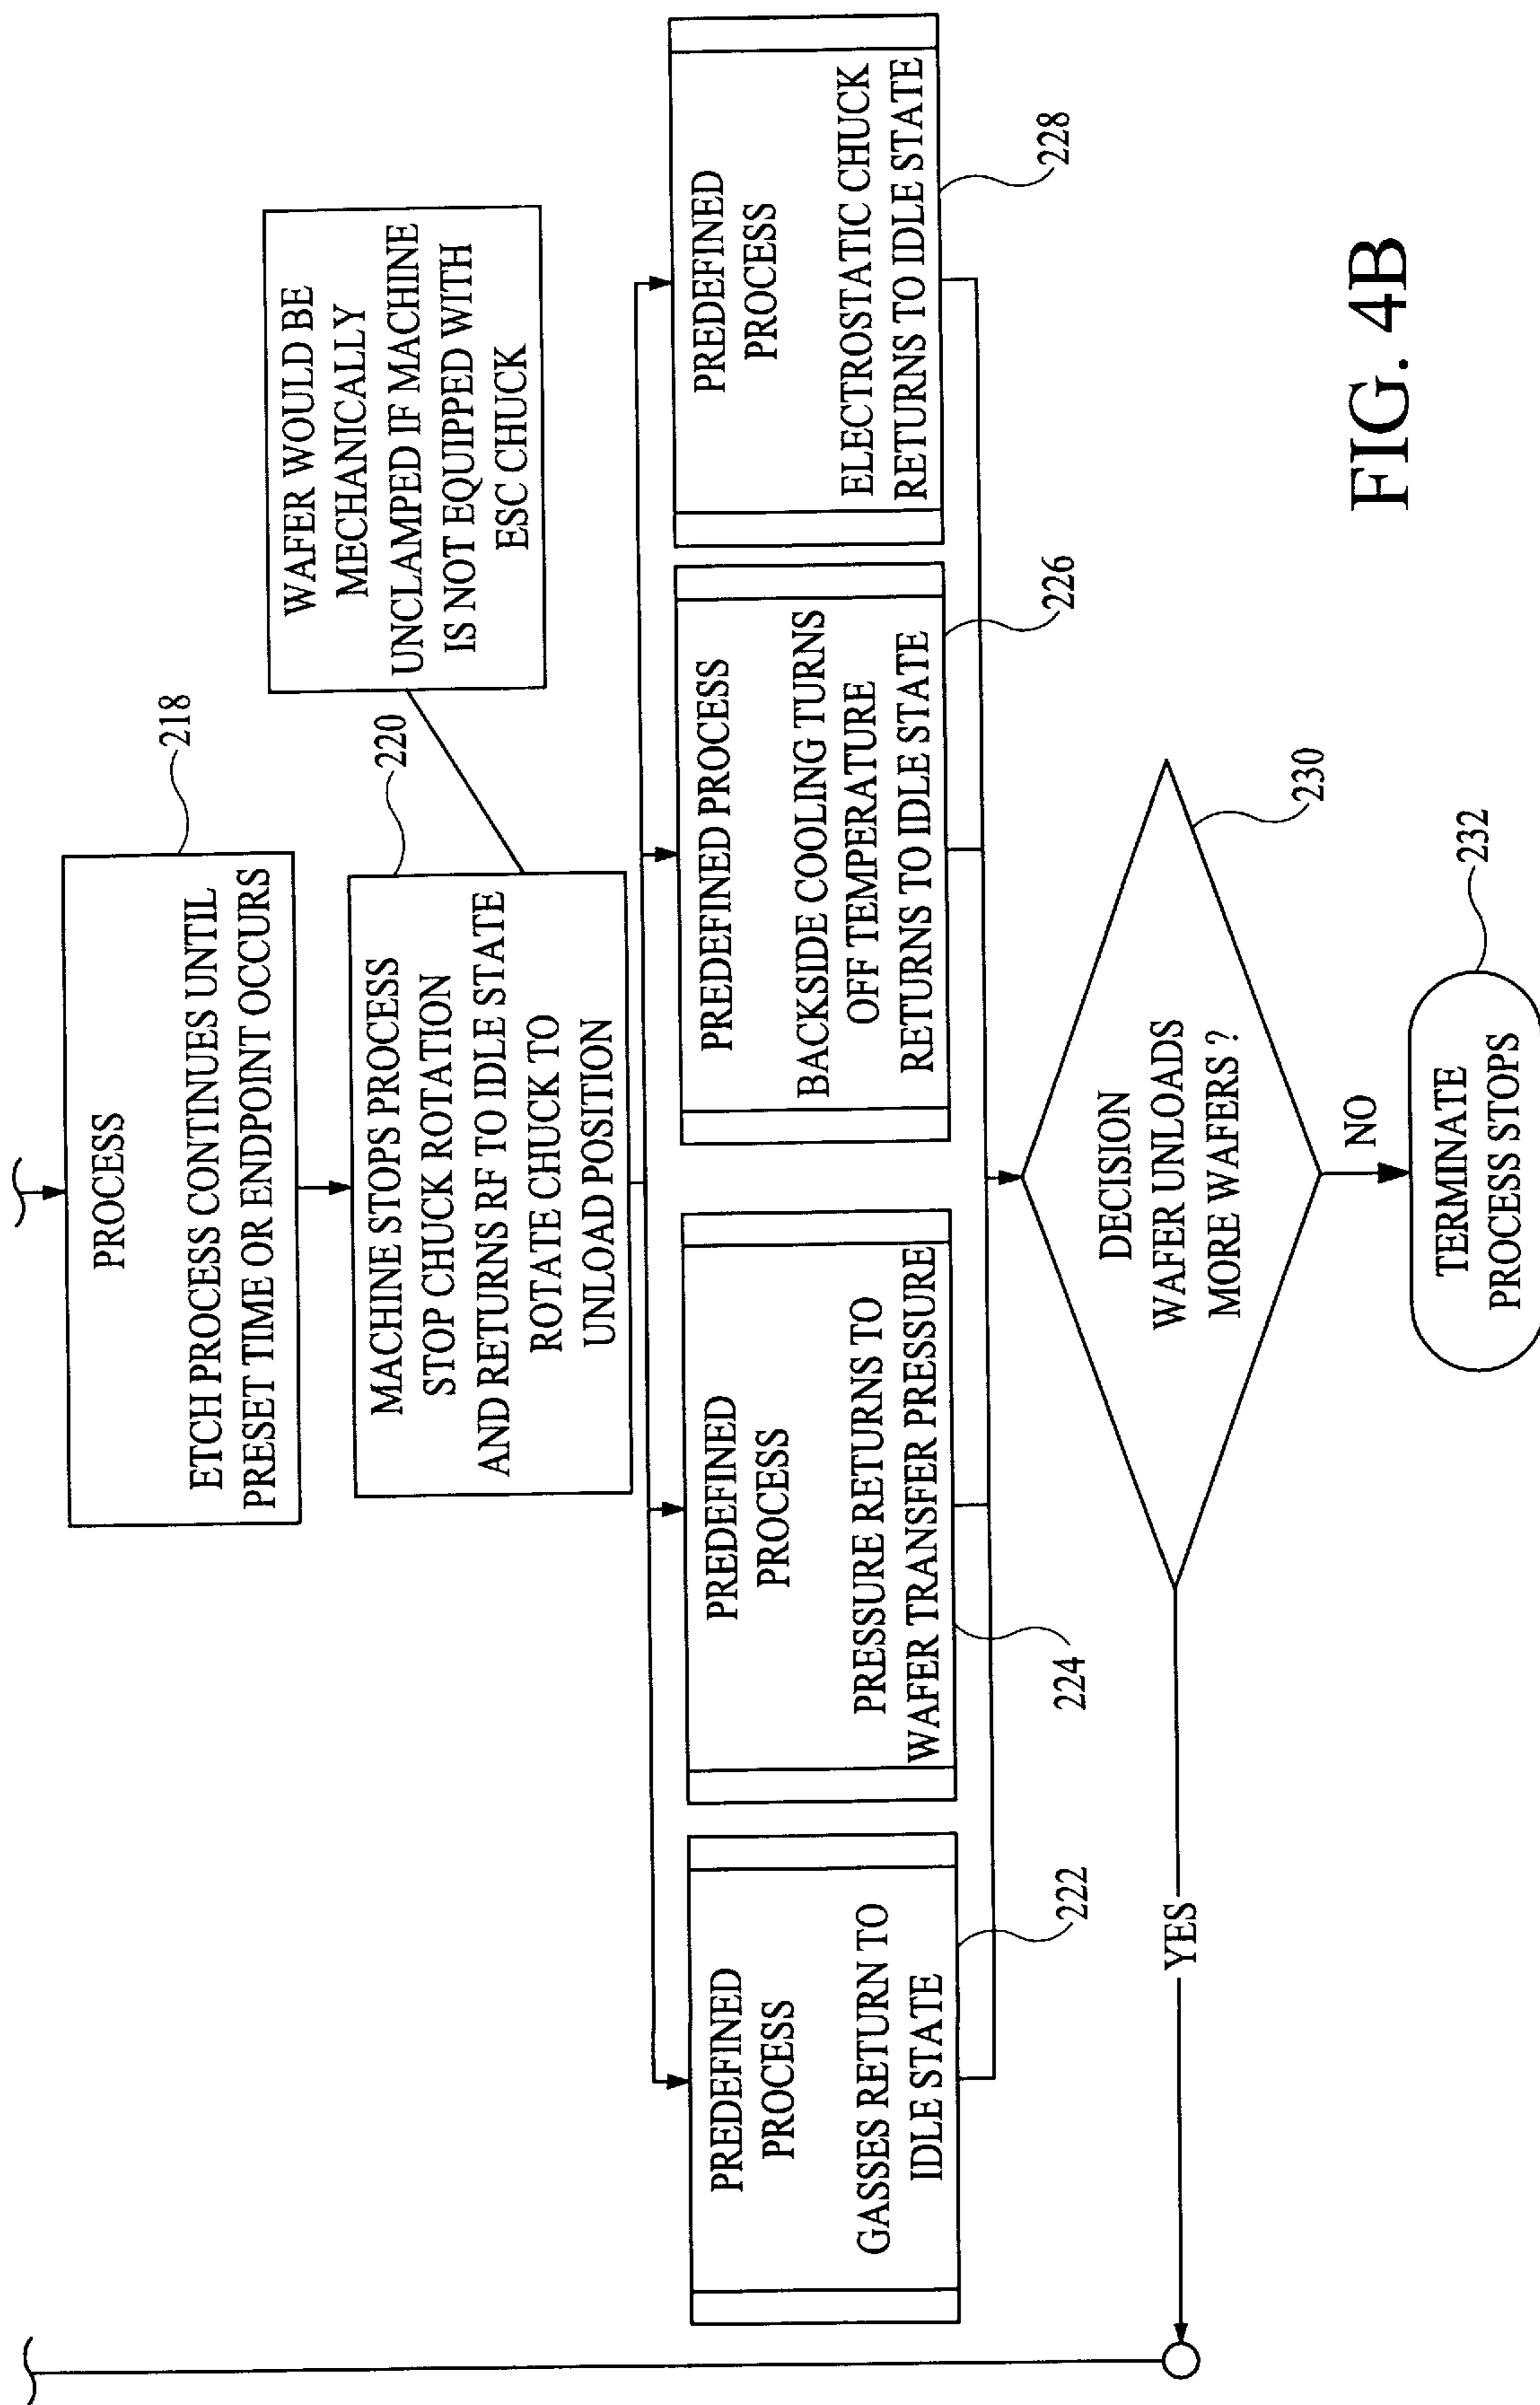 PROCESS
ETCH PROCESS CONTINUES UNTIL
PRESET TIME OR ENDPOINT OCCURS
218
MACHINE STOPS PROCESS
STOP CHUCK ROTATION
AND RETURNS RF TO IDLE STATE
ROTATE CHUCK TO
UNLOAD POSITION
220
WAFER WOULD BE
MECHANICALLY
UNCLAMPED IF MACHINE
IS NOT EQUIPPED WITH
ESC CHUCK
PREDEFINED
PROCESS
GASSES RETURN TO
IDLE STATE
222
PREDEFINED
PROCESS
PRESSURE RETURNS TO
WAFER TRANSFER PRESSURE
224
PREDEFINED PROCESS
BACKSIDE COOLING TURNS
OFF TEMPERATURE
RETURNS TO IDLE STATE
226
PREDEFINED
PROCESS
ELECTROSTATIC CHUCK
RETURNS TO IDLE STATE
228
DECISION
WAFER UNLOADS
MORE WAFERS ?
230
YES
NO
TERMINATE
PROCESS STOPS
232
FIG. 4B